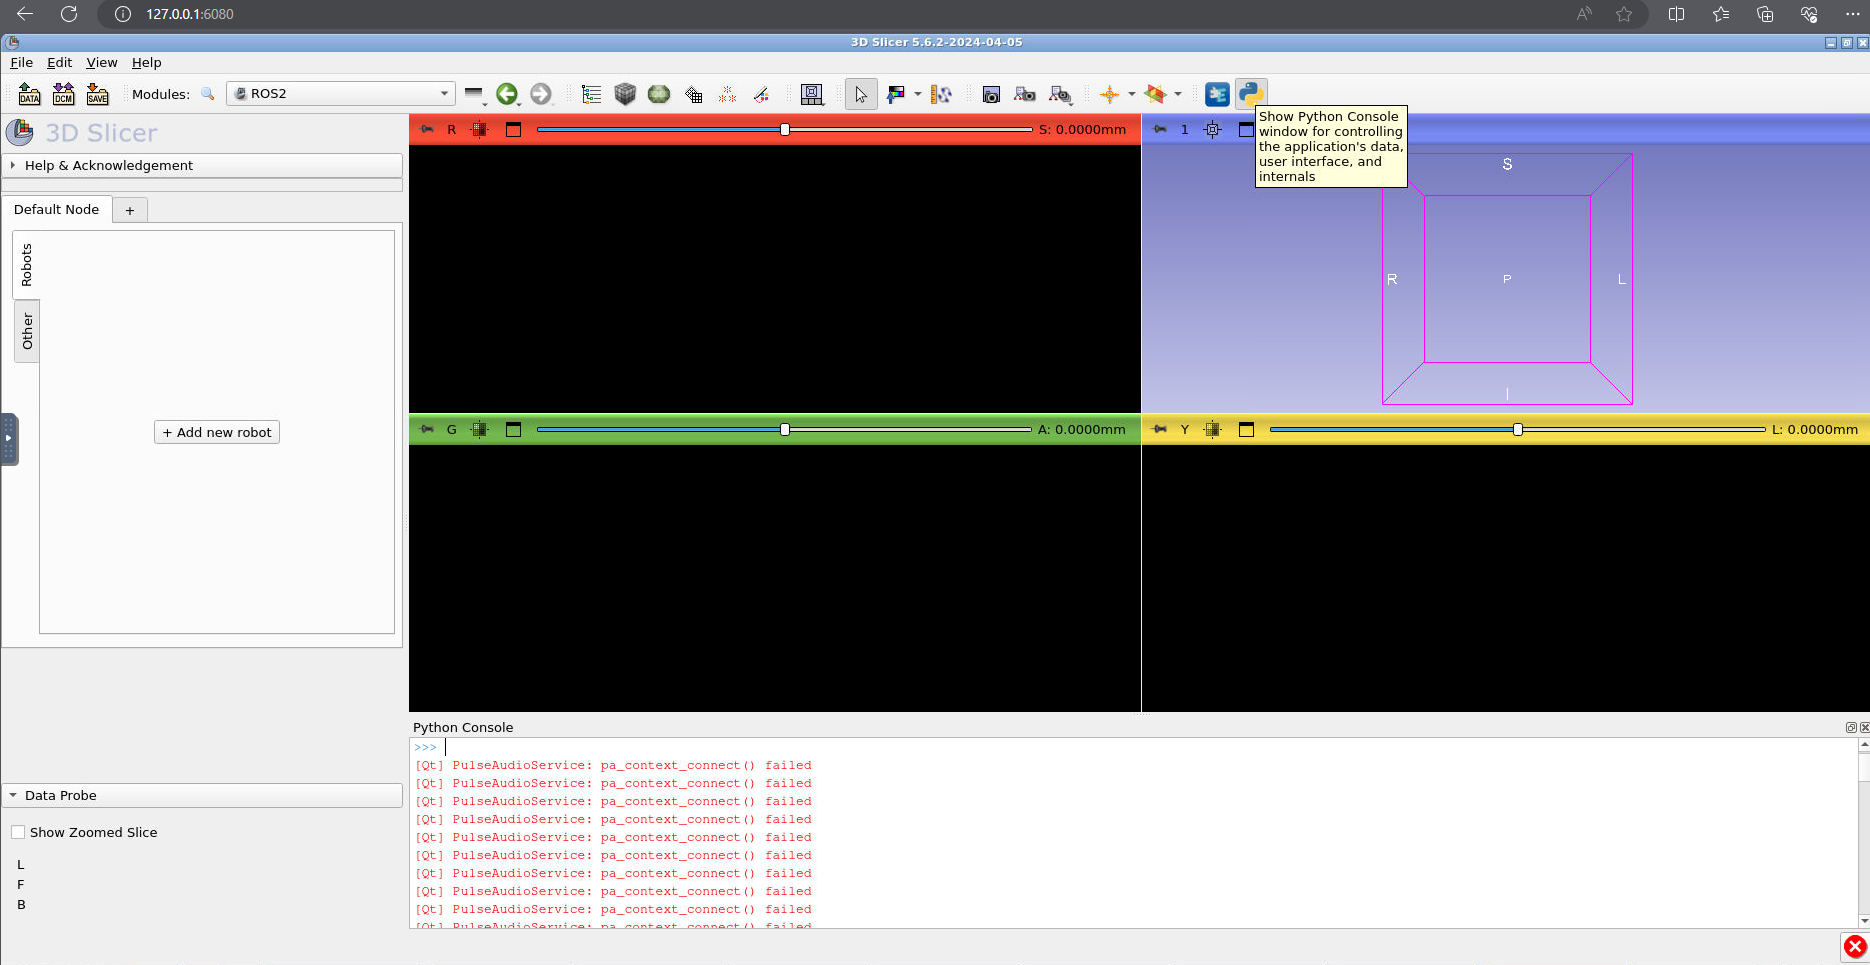 127.0.0.1:6080
3D Slicer 5.6.2-2024-04-05
File Edit View Help
DATA DCM SAVE Modules: ROS2
3D Slicer
Help & Acknowledgement
Default Node +
Robots
Other
+ Add new robot
Data Probe
Show Zoomed Slice
L
F
B
R S: 0.0000mm
1
Show Python Console
window for controlling
the application's data,
user interface, and
internals
S
R P L
I
G A: 0.0000mm
Y L: 0.0000mm
Python Console
>>>
[Qt] PulseAudioService: pa_context_connect() failed
[Qt] PulseAudioService: pa_context_connect() failed
[Qt] PulseAudioService: pa_context_connect() failed
[Qt] PulseAudioService: pa_context_connect() failed
[Qt] PulseAudioService: pa_context_connect() failed
[Qt] PulseAudioService: pa_context_connect() failed
[Qt] PulseAudioService: pa_context_connect() failed
[Qt] PulseAudioService: pa_context_connect() failed
[Qt] PulseAudioService: pa_context_connect() failed
[Qt] PulseAudioService: pa_context_connect() failed